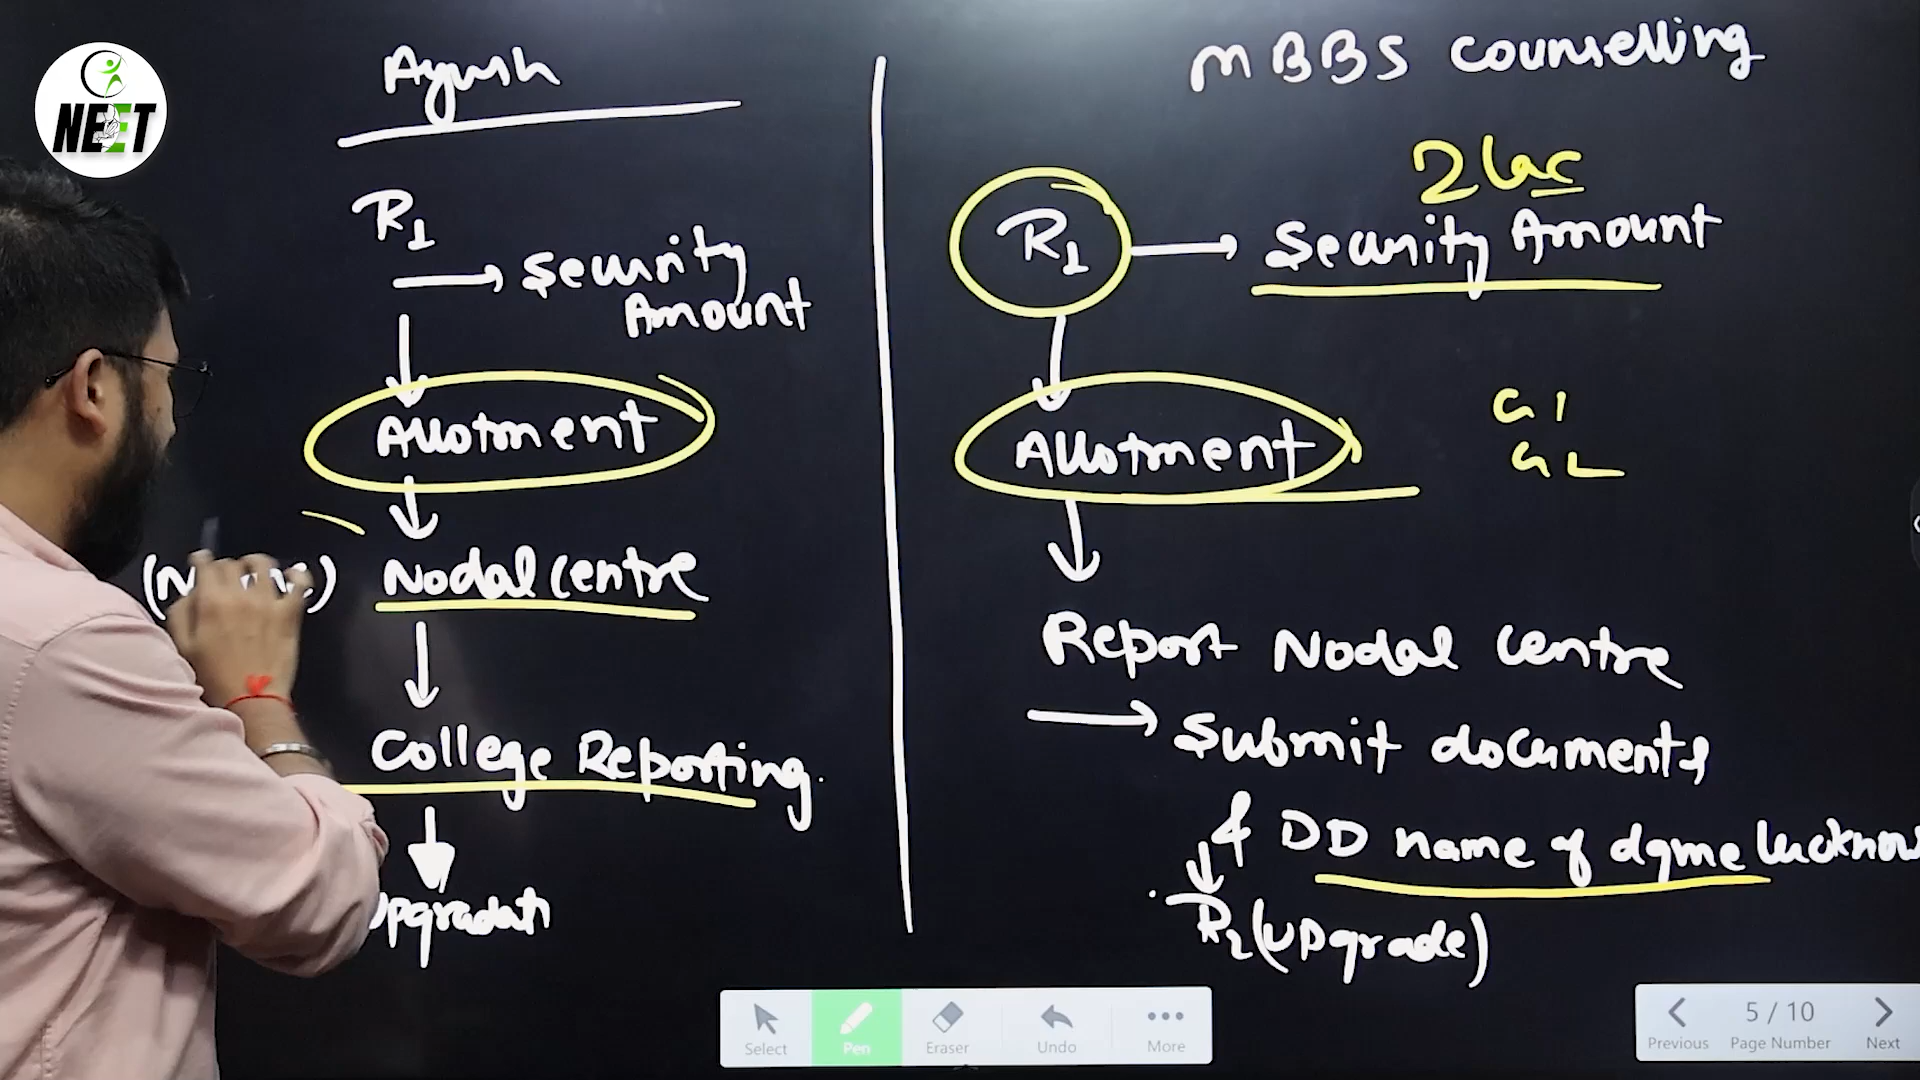 NEET
Ayush
R1
→ Security
Amount
Allotment
Nodal centre
College Reporting.
MBBS counselling
2 lac
R1 → Security Amount
Allotment
G1
Report Nodal centre
→ Submit documents
& DD name of dgme lucknow
R2 (Upgrade)
Select
Pen
Eraser
Undo
More
5 / 10
Previous
Page Number
Next